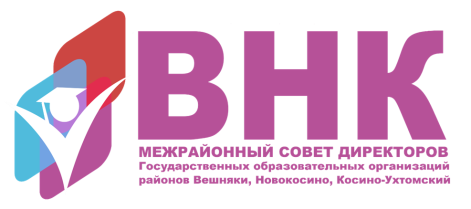 ВНК
МЕЖРАЙОННЫЙ СОВЕТ ДИРЕКТОРОВ
Государственных образовательных организаций
районов Вешняки, Новокосино, Косино-Ухтомский